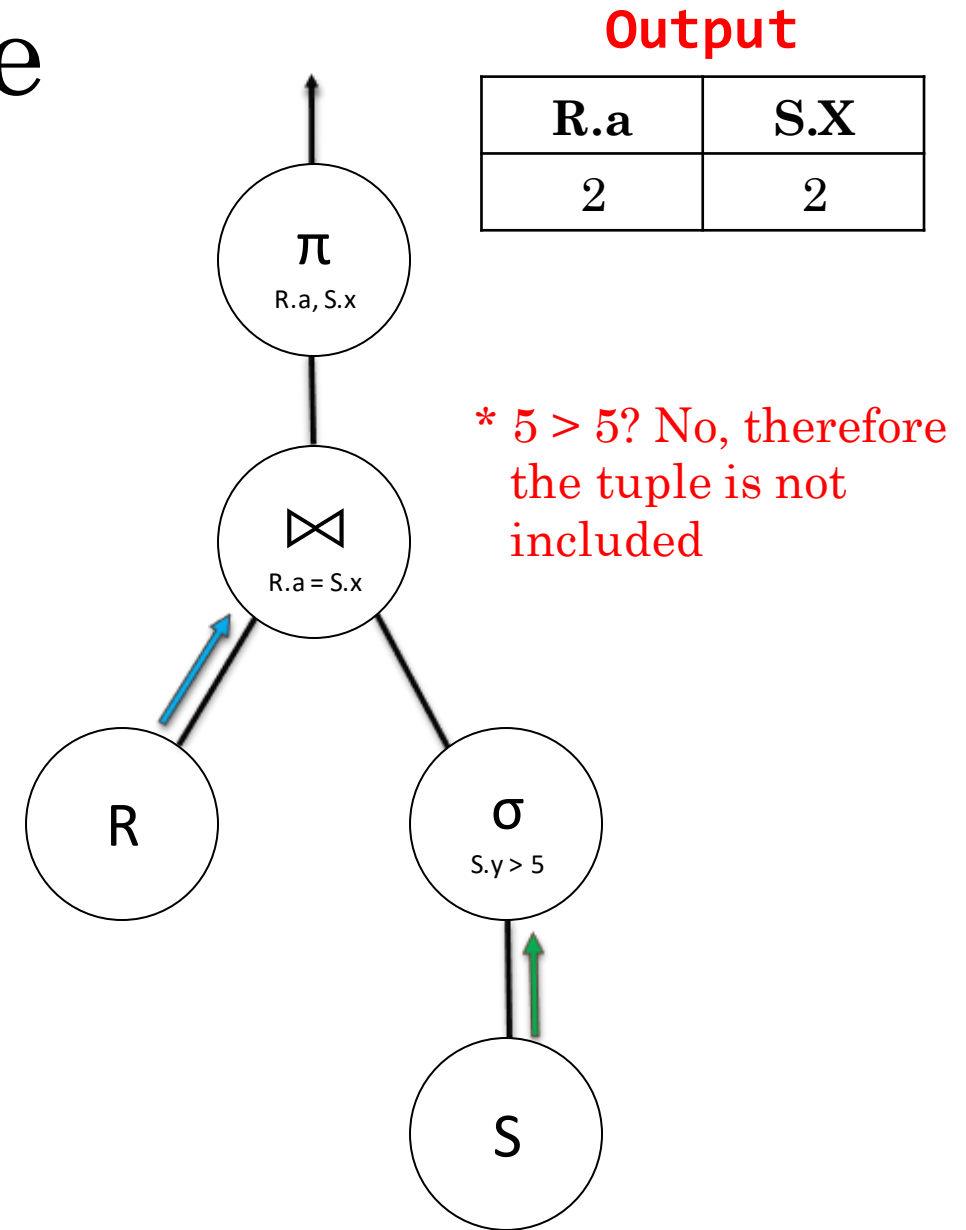 e
Output
R.a S.X
2 2
π
R.a, S.x
* 5 > 5? No, therefore
the tuple is not
included
⋈
R.a = S.x
R
σ
S.y > 5
S